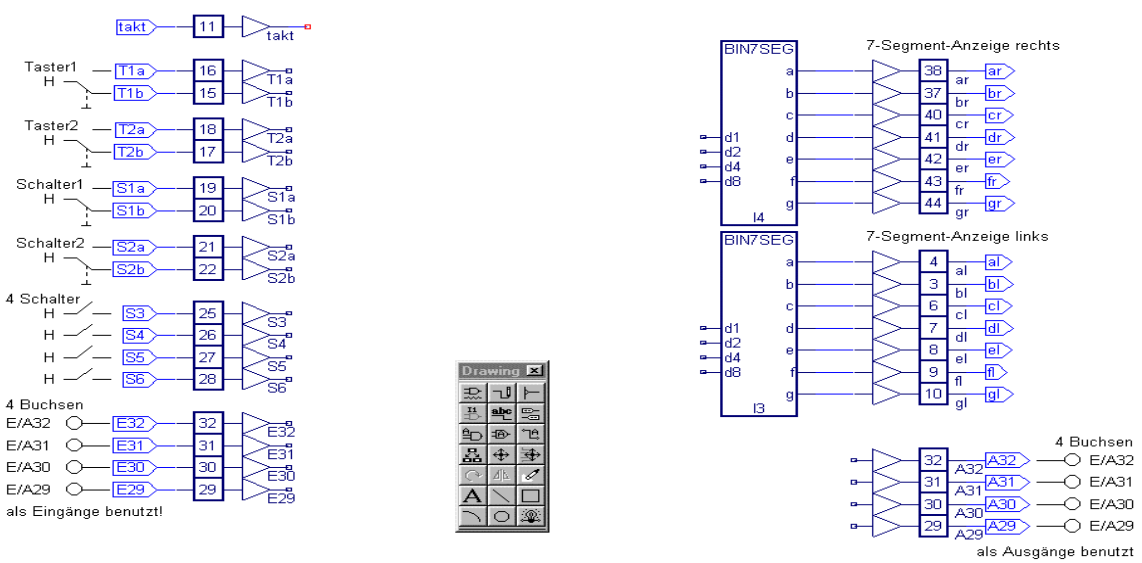 takt 11 takt
Taster1 T1a 16 T1a
H T1b 15 T1b
Taster2 T2a 18 T2a
H T2b 17 T2b
Schalter1 S1a 19 S1a
H S1b 20 S1b
Schalter2 S2a 21 S2a
H S2b 22 S2b
4 Schalter
H S3 25 S3
H S4 26 S4
H S5 27 S5
H S6 28 S6
4 Buchsen
E/A32 E32 32 E32
E/A31 E31 31 E31
E/A30 E30 30 E30
E/A29 E29 29 E29
als Eingänge benutzt!
Drawing
I1
abc
A
BIN7SEG 7-Segment-Anzeige rechts
a 38 ar ar
b 37 br br
c 40 cr cr
d1 d 41 dr dr
d2
e 42 er er
d4
d8 f 43 fr fr
g 44 gr gr
I4
BIN7SEG 7-Segment-Anzeige links
a 4 al al
b 3 bl bl
c 6 cl cl
d1 d 7 dl dl
d2
e 8 el el
d4
d8 f 9 fl fl
g 10 gl gl
I3
4 Buchsen
32 A32 A32 E/A32
31 A31 A31 E/A31
30 A30 A30 E/A30
29 A29 A29 E/A29
als Ausgänge benutzt